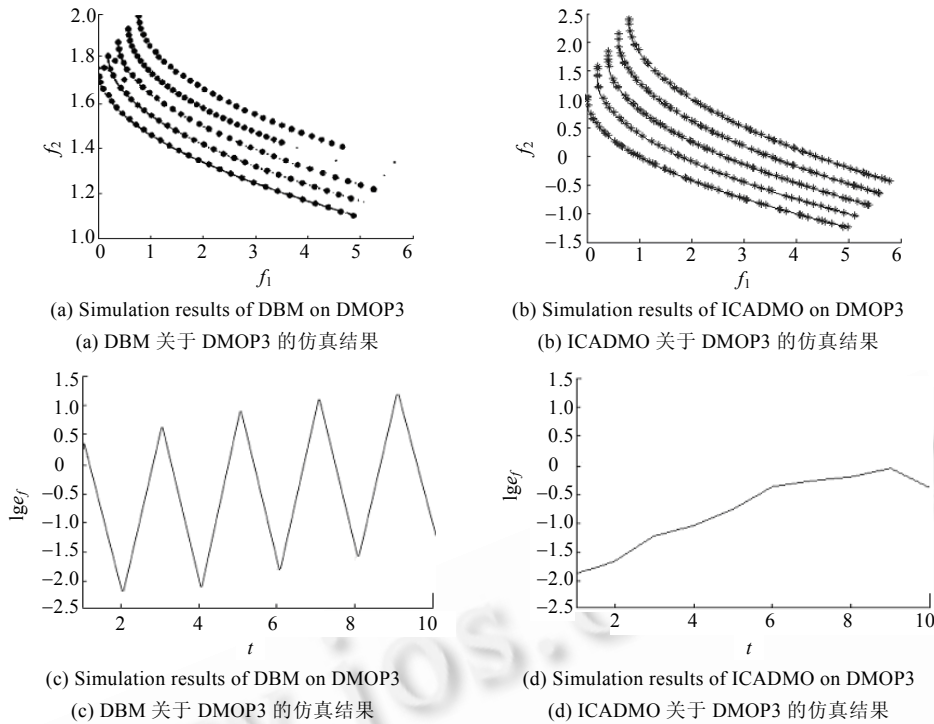 2.0
1.8
1.6
1.4
1.2
1.0
f2
0 1 2 3 4 5 6
f1
(a) Simulation results of DBM on DMOP3
(a) DBM 关于 DMOP3 的仿真结果
2.5
2.0
1.5
1.0
0.5
0
−0.5
−1.0
−1.5
f2
0 1 2 3 4 5 6
f1
(b) Simulation results of ICADMO on DMOP3
(b) ICADMO 关于 DMOP3 的仿真结果
1.5
1.0
0.5
0
−0.5
−1.0
−1.5
−2.0
−2.5
lgef
2 4 6 8 10
t
(c) Simulation results of DBM on DMOP3
(c) DBM 关于 DMOP3 的仿真结果
1.5
1.0
0.5
0
−0.5
−1.0
−1.5
−2.0
−2.5
lgef
2 4 6 8 10
t
(d) Simulation results of ICADMO on DMOP3
(d) ICADMO 关于 DMOP3 的仿真结果
jos.